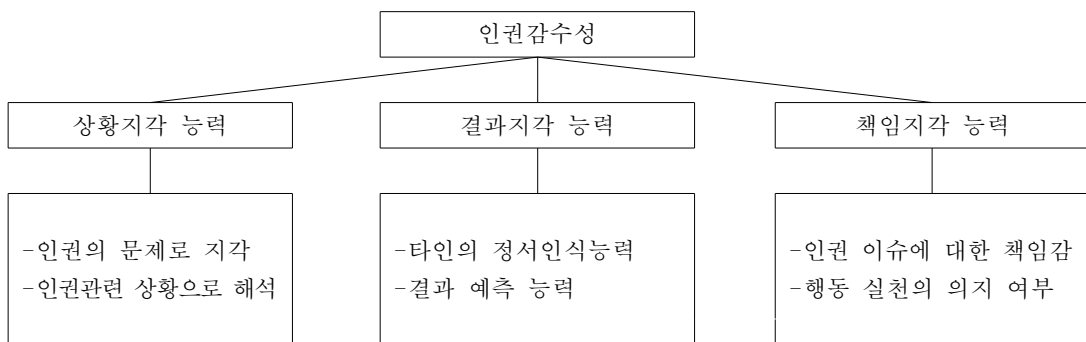 인권감수성
상황지각 능력
결과지각 능력
책임지각 능력
-인권의 문제로 지각
-인권관련 상황으로 해석
-타인의 정서인식능력
-결과 예측 능력
-인권 이슈에 대한 책임감
-행동 실천의 의지 여부